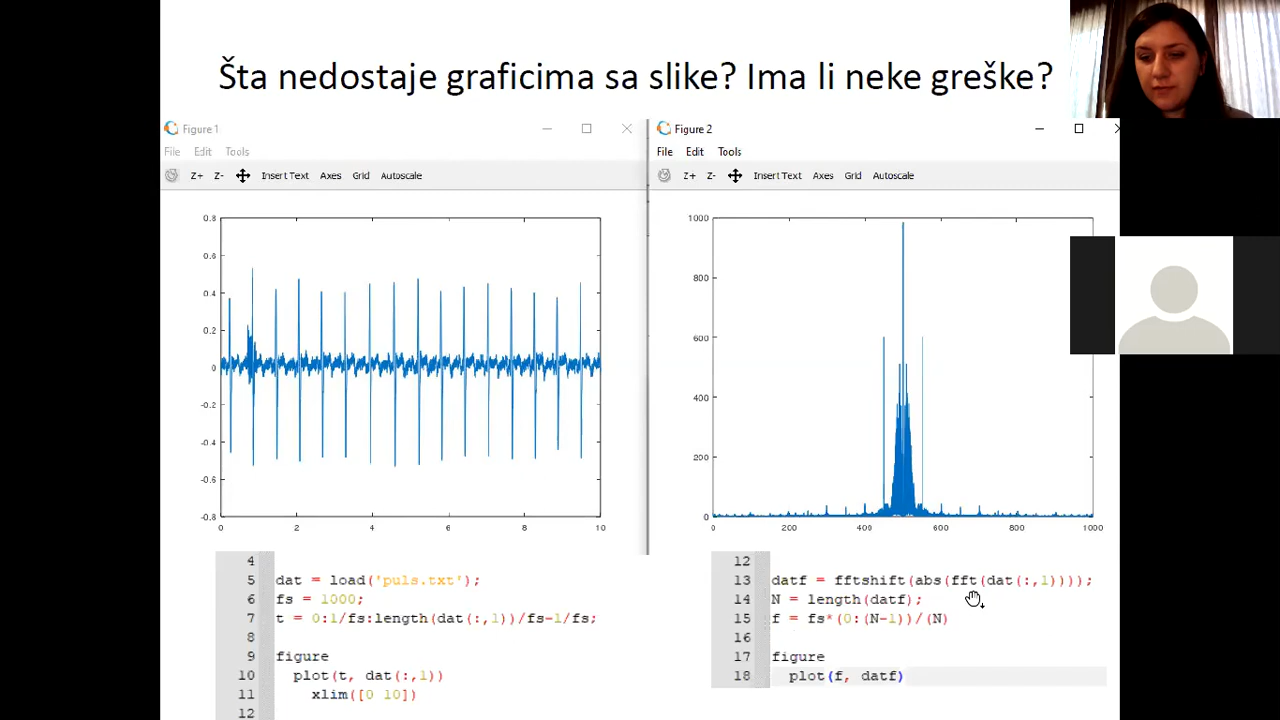 Šta nedostaje graficima sa slike? Ima li neke greške?
Figure 1
File Edit Tools
Z+ Z- Insert Text Axes Grid Autoscale
0.8
0.6
0.4
0.2
0
-0.2
-0.4
-0.6
-0.8
0 2 4 6 8 10
4
5 dat = load('puls.txt');
6 fs = 1000;
7 t = 0:1/fs:length(dat(:,1))/fs-1/fs;
8
9 figure
10 plot(t, dat(:,1))
11 xlim([0 10])
12
Figure 2
File Edit Tools
Z+ Z- Insert Text Axes Grid Autoscale
1000
800
600
400
200
0
0 200 400 600 800 1000
12
13 datf = fftshift(abs(fft(dat(:,1))));
14 N = length(datf);
15 f = fs*(0:(N-1))/(N)
16
17 figure
18 plot(f, datf)